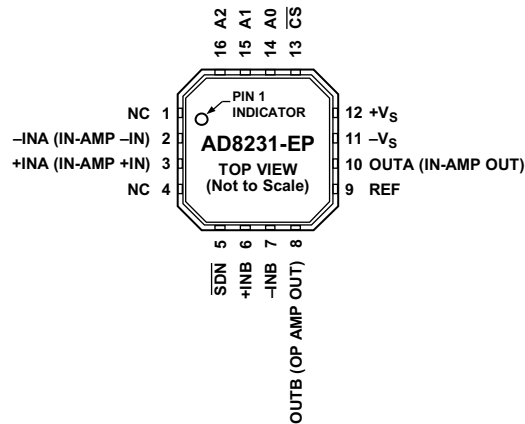 16 A2
15 A1
14 A0
13 C̅S̅
PIN 1
INDICATOR
NC 1
–INA (IN-AMP –IN) 2
+INA (IN-AMP +IN) 3
NC 4
AD8231-EP
TOP VIEW
(Not to Scale)
12 +VS
11 –VS
10 OUTA (IN-AMP OUT)
9 REF
S̅D̅N̅ 5
+INB 6
–INB 7
OUTB (OP AMP OUT) 8